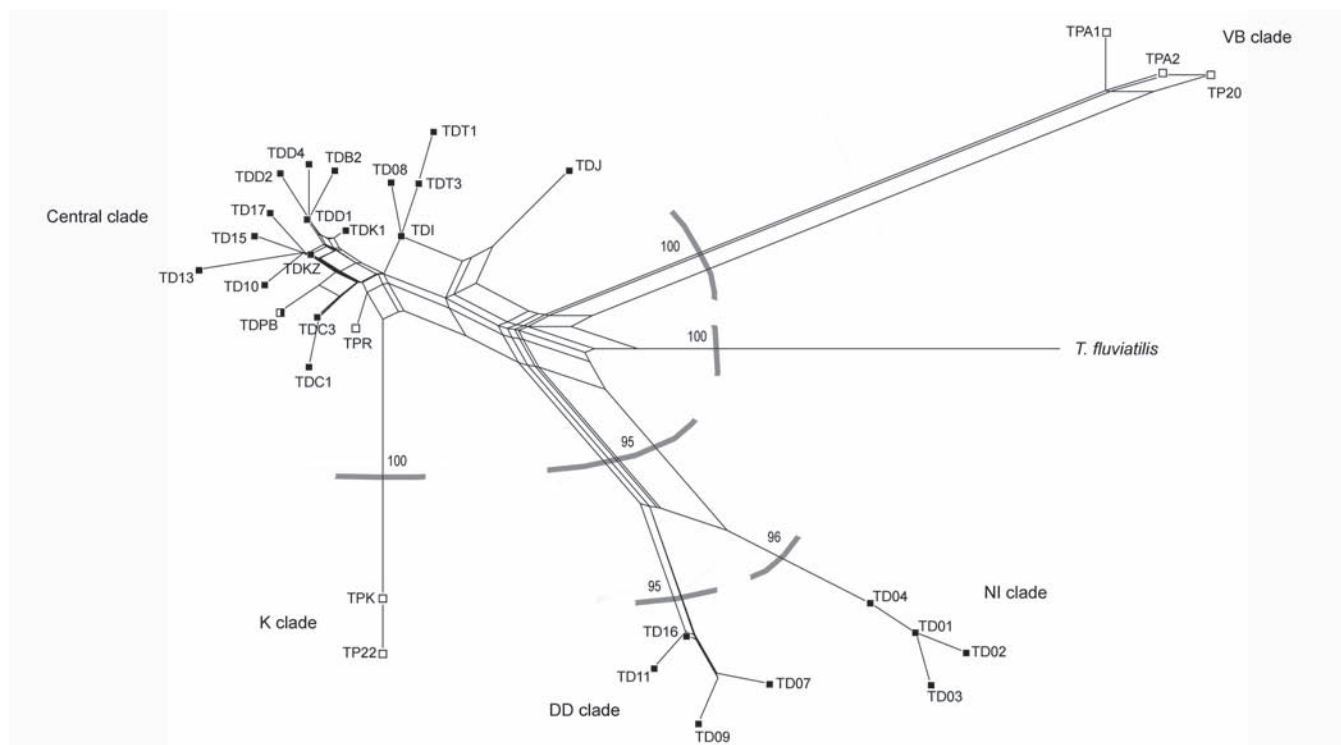 TPA1
VB clade
TPA2
TP20
TDT1
TDD4
TDB2
TD08
TDJ
TDD2
TDT3
TD17
Central clade
TDD1
TDK1
TDI
TD15
100
TDKZ
TD13
TD10
TDPB
TDC3
TPR
100
T. fluviatilis
TDC1
95
100
96
95
TPK
TD04
NI clade
K clade
TD16
TD01
TP22
TD02
TD11
TD07
TD03
DD clade
TD09